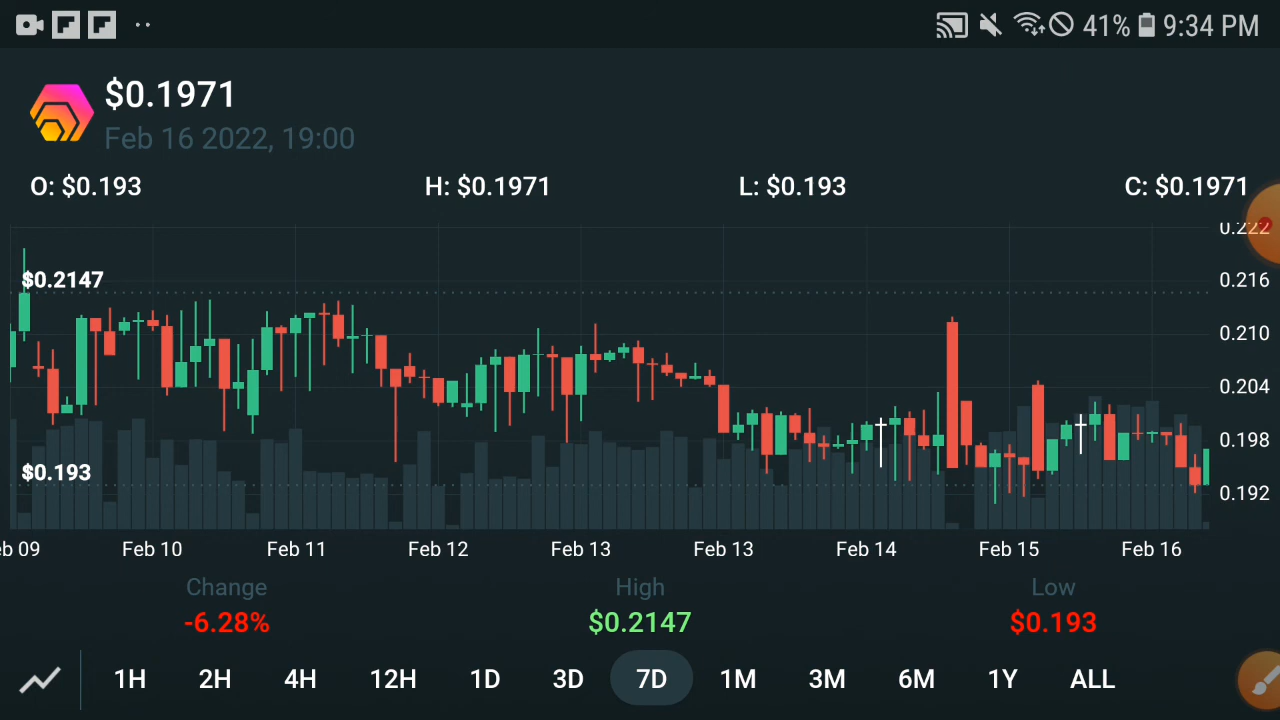 41% 9:34 PM
$0.1971
Feb 16 2022, 19:00
O: $0.193 H: $0.1971 L: $0.193 C: $0.1971
0.222
$0.2147 0.216
0.210
0.204
0.198
$0.193
0.192
eb 09 Feb 10 Feb 11 Feb 12 Feb 13 Feb 13 Feb 14 Feb 15 Feb 16
Change High Low
-6.28% $0.2147 $0.193
1H 2H 4H 12H 1D 3D 7D 1M 3M 6M 1Y ALL